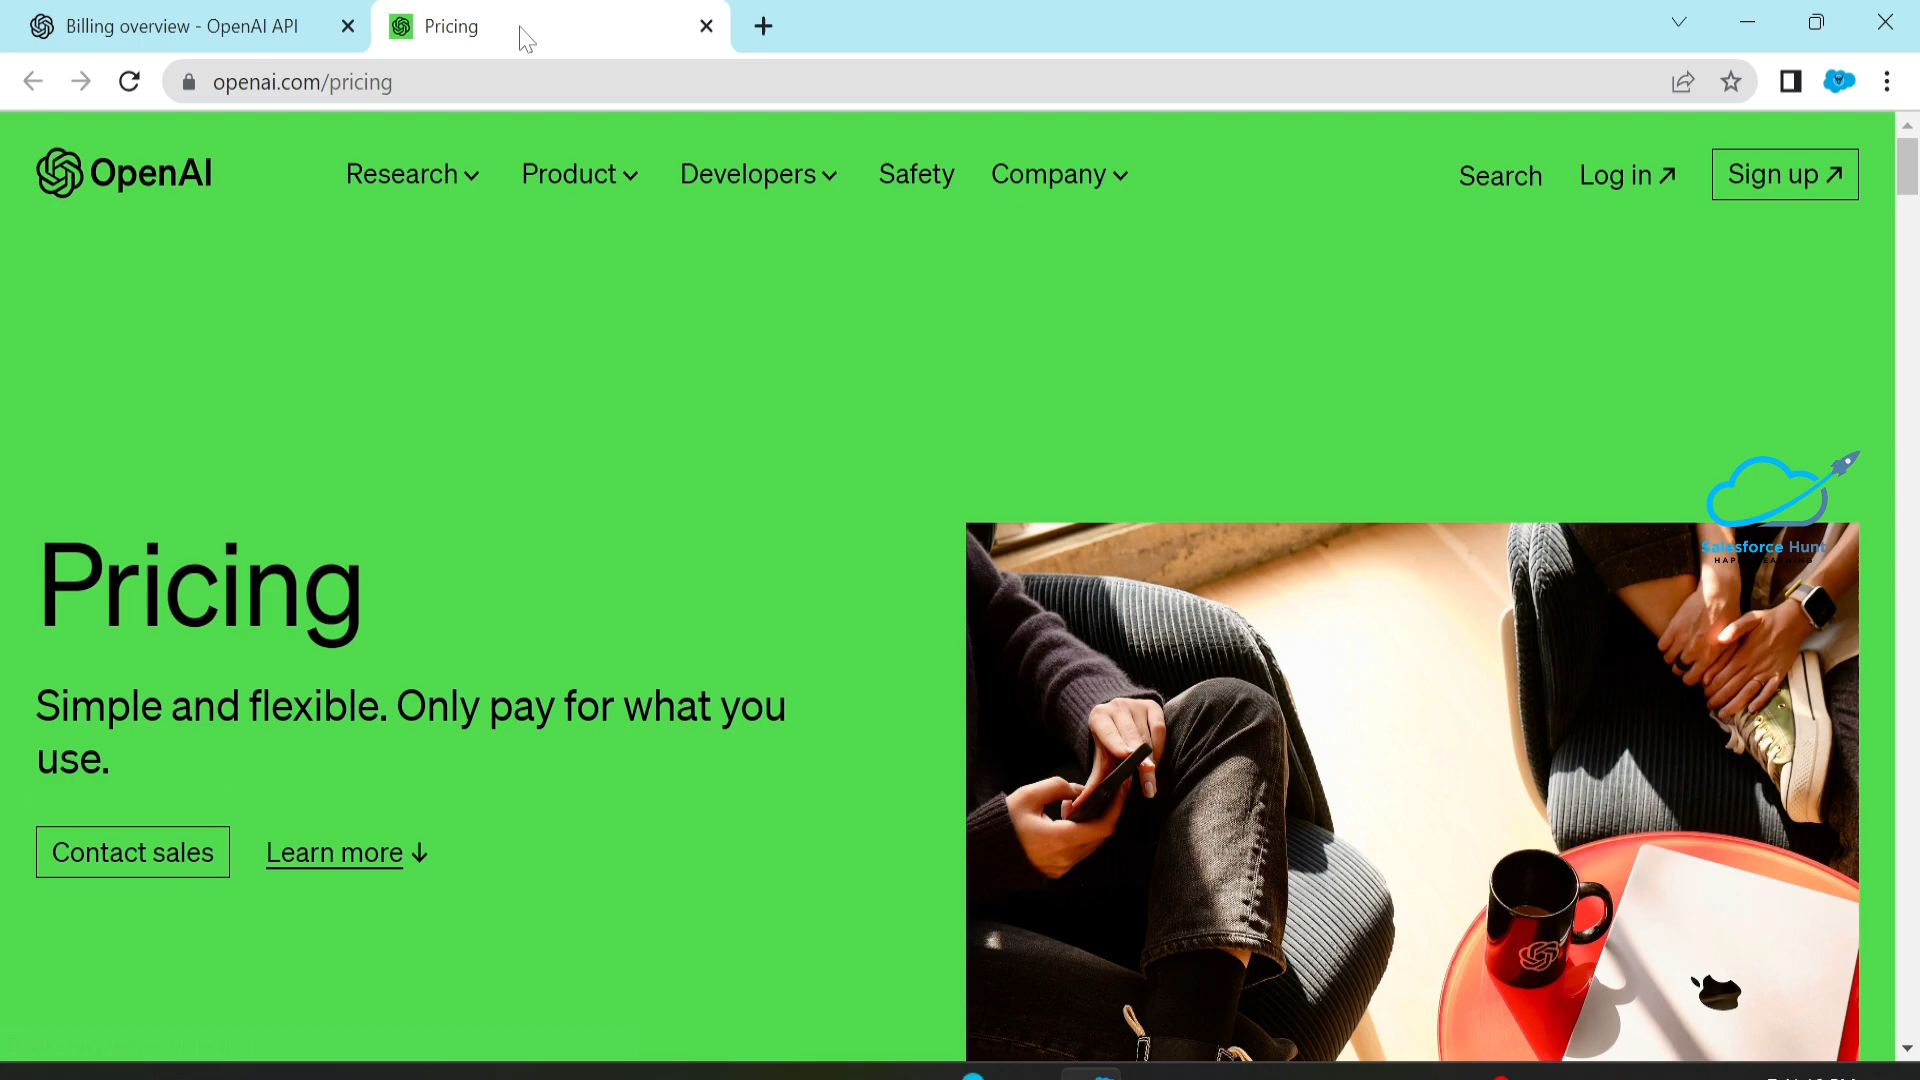 Billing overview - OpenAI API
Pricing
openai.com/pricing
OpenAI
Research
Product
Developers
Safety
Company
Search
Log in
Sign up
Salesforce Hunt
Pricing
Simple and flexible. Only pay for what you
use.
Contact sales
Learn more